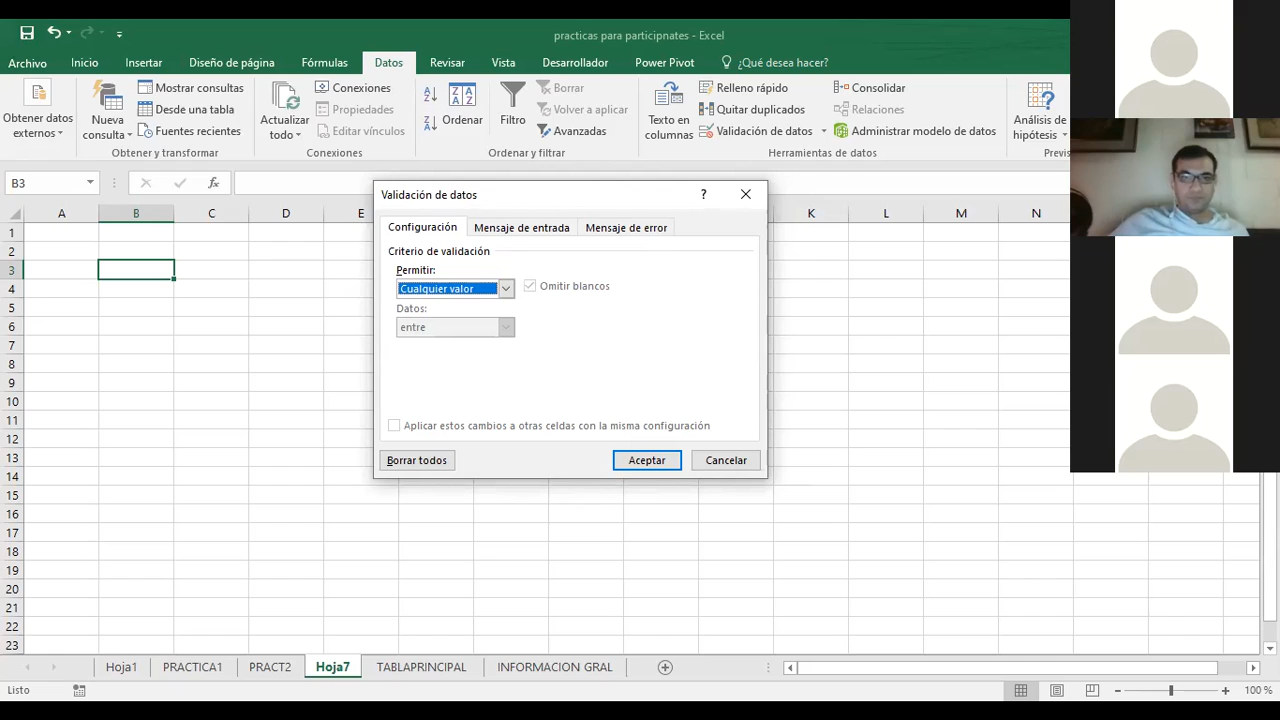 practicas para participnates - Excel
Archivo Inicio Insertar Diseño de página Fórmulas Datos Revisar Vista Desarrollador Power Pivot ¿Qué desea hacer?
Obtener datos externos
Nueva consulta
Mostrar consultas
Desde una tabla
Fuentes recientes
Obtener y transformar
Actualizar todo
Conexiones
Propiedades
Editar vínculos
Conexiones
Ordenar
Filtro
Borrar
Volver a aplicar
Avanzadas
Ordenar y filtrar
Texto en columnas
Relleno rápido
Quitar duplicados
Validación de datos
Consolidar
Relaciones
Administrar modelo de datos
Herramientas de datos
Análisis de hipótesis
Previs
B3 fx
A B C D E K L M N
1
2
3
4
5
6
7
8
9
10
11
12
13
14
15
16
17
18
19
20
21
22
23
Validación de datos ?
Configuración Mensaje de entrada Mensaje de error
Criterio de validación
Permitir:
Cualquier valor Omitir blancos
Datos:
entre
Aplicar estos cambios a otras celdas con la misma configuración
Borrar todos Aceptar Cancelar
Hoja1 PRACTICA1 PRACT2 Hoja7 TABLAPRINCIPAL INFORMACION GRAL
Listo 100 %